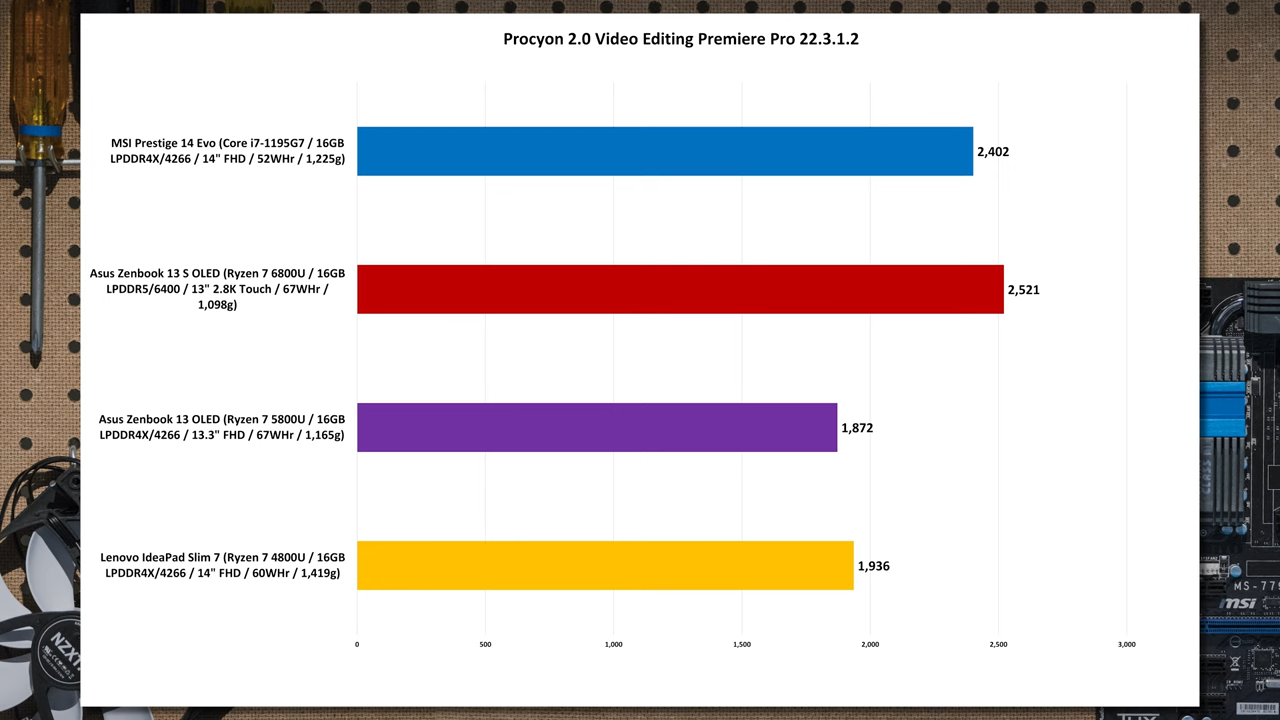 Procyon 2.0 Video Editing Premiere Pro 22.3.1.2
MSI Prestige 14 Evo (Core i7-1195G7 / 16GB
LPDDR4X/4266 / 14" FHD / 52WHr / 1,225g)
2,402
Asus Zenbook 13 S OLED (Ryzen 7 6800U / 16GB
LPDDR5/6400 / 13" 2.8K Touch / 67WHr /
1,098g)
2,521
Asus Zenbook 13 OLED (Ryzen 7 5800U / 16GB
LPDDR4X/4266 / 13.3" FHD / 67WHr / 1,165g)
1,872
Lenovo IdeaPad Slim 7 (Ryzen 7 4800U / 16GB
LPDDR4X/4266 / 14" FHD / 60WHr / 1,419g)
1,936
0 500 1,000 1,500 2,000 2,500 3,000
NZXT
CLASS
MS-779
msi